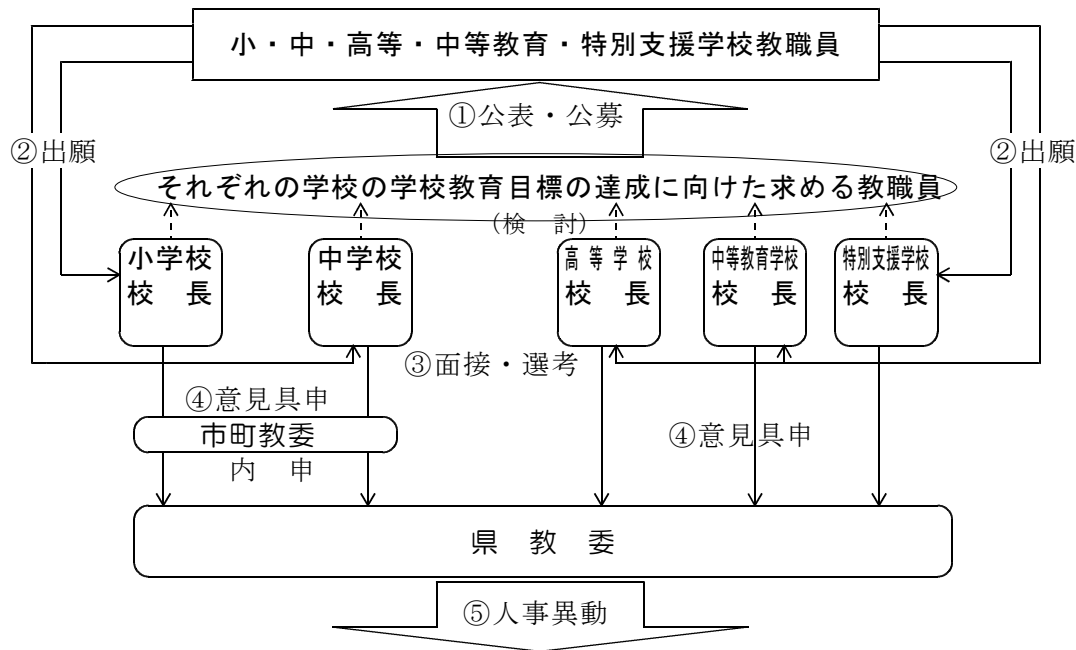 小・中・高等・中等教育・特別支援学校教職員
①公表・公募
②出願
②出願
それぞれの学校の学校教育目標の達成に向けた求める教職員
(検　討)
小学校
校　長
中学校
校　長
高等学校
校　長
中等教育学校
校　長
特別支援学校
校　長
③面接・選考
④意見具申
市町教委
内　申
④意見具申
県　教　委
⑤人事異動